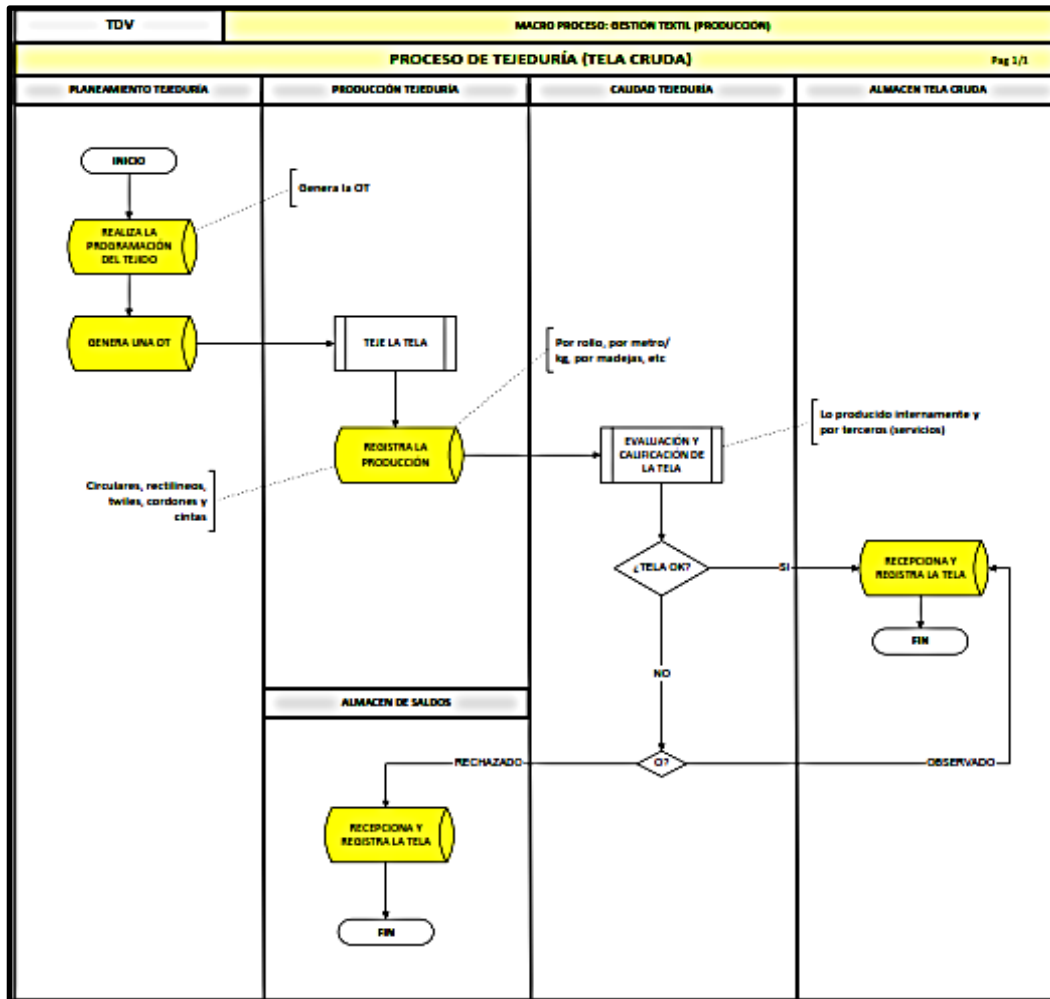 TDV
MACRO PROCESO: GESTION TEXTIL (PRODUCCIÓN)
PROCESO DE TEJEDURÍA (TELA CRUDA)
Pag 1/1
PLANEAMIENTO TEJEDURÍA
PRODUCCIÓN TEJEDURÍA
CALIDAD TEJEDURÍA
ALMACEN TELA CRUDA
INICIO
Genera la OT
REALIZA LA
PROGRAMACIÓN
DEL TEJIDO
GENERA UNA OT
TEJE LA TELA
Por rollo, por metro/
kg, por madejas, etc
REGISTRA LA
PRODUCCIÓN
EVALUACIÓN Y
CALIFICACIÓN DE
LA TELA
Lo producido internamente y
por terceros (servicios)
Circulares, rectilineos,
twiles, cordones y
cintas
¿TELA OK?
SI
RECEPCIONA Y
REGISTRA LA TELA
FIN
NO
ALMACEN DE SALDOS
RECHAZADO
O?
OBSERVADO
RECEPCIONA Y
REGISTRA LA TELA
FIN